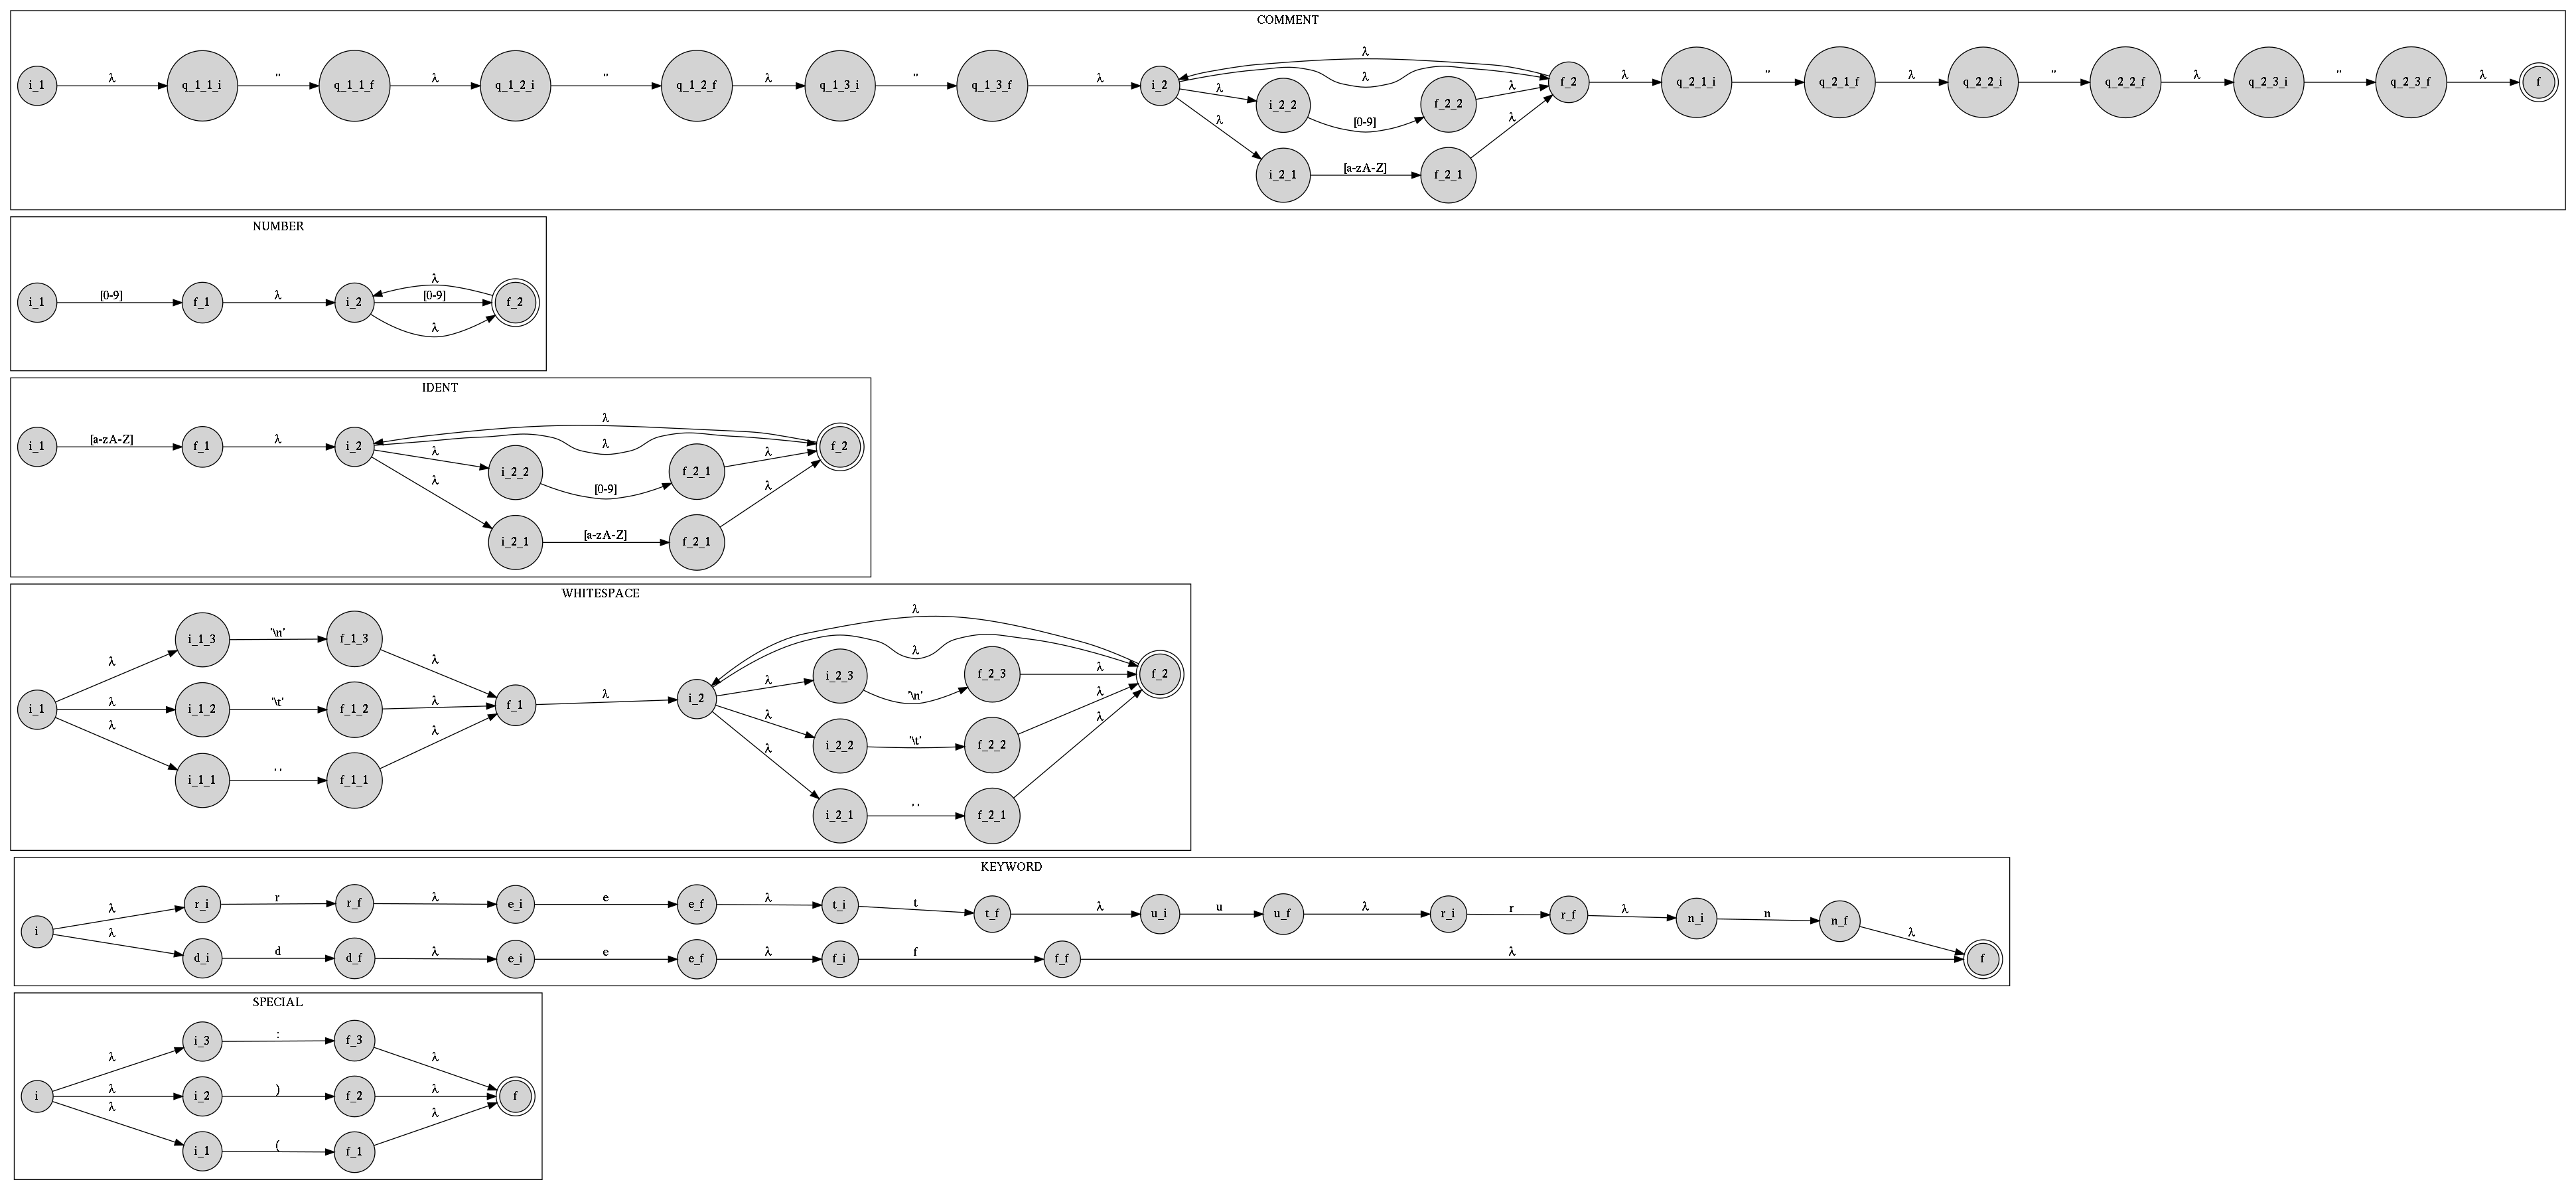 COMMENT
i_1 λ q_1_1_i " q_1_1_f λ q_1_2_i " q_1_2_f λ q_1_3_i " q_1_3_f λ i_2 λ λ f_2 λ q_2_1_i " q_2_1_f λ q_2_2_i " q_2_2_f λ q_2_3_i " q_2_3_f λ f
λ i_2_2 [0-9] f_2_2 λ
λ i_2_1 [a-zA-Z] f_2_1 λ
NUMBER
i_1 [0-9] f_1 λ i_2 λ [0-9] λ f_2
IDENT
i_1 [a-zA-Z] f_1 λ i_2 λ λ f_2
λ i_2_2 [0-9] f_2_1 λ
λ i_2_1 [a-zA-Z] f_2_1 λ
WHITESPACE
λ i_1_3 '\n' f_1_3 λ
i_1 λ i_1_2 '\t' f_1_2 λ f_1 λ i_2 λ λ f_2
λ i_1_1 ' ' f_1_1 λ
λ i_2_3 '\n' f_2_3 λ
λ i_2_2 '\t' f_2_2 λ
λ i_2_1 ' ' f_2_1 λ
KEYWORD
i λ r_i r r_f λ e_i e e_f λ t_i t t_f λ u_i u u_f λ r_i r r_f λ n_i n n_f λ
λ d_i d d_f λ e_i e e_f λ f_i f f_f λ f
SPECIAL
λ i_3 : f_3 λ
i λ i_2 ) f_2 λ f
λ i_1 ( f_1 λ